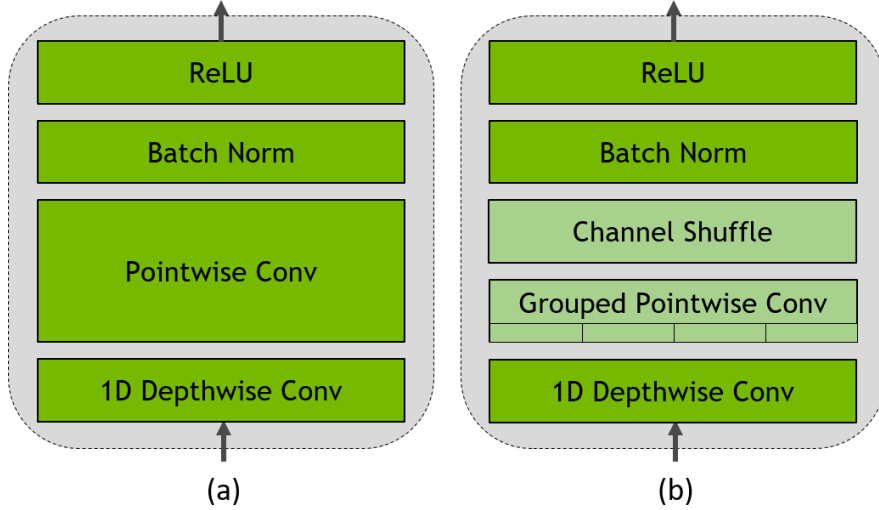 ReLU
Batch Norm
Pointwise Conv
1D Depthwise Conv
(a)
ReLU
Batch Norm
Channel Shuffle
Grouped Pointwise Conv
1D Depthwise Conv
(b)